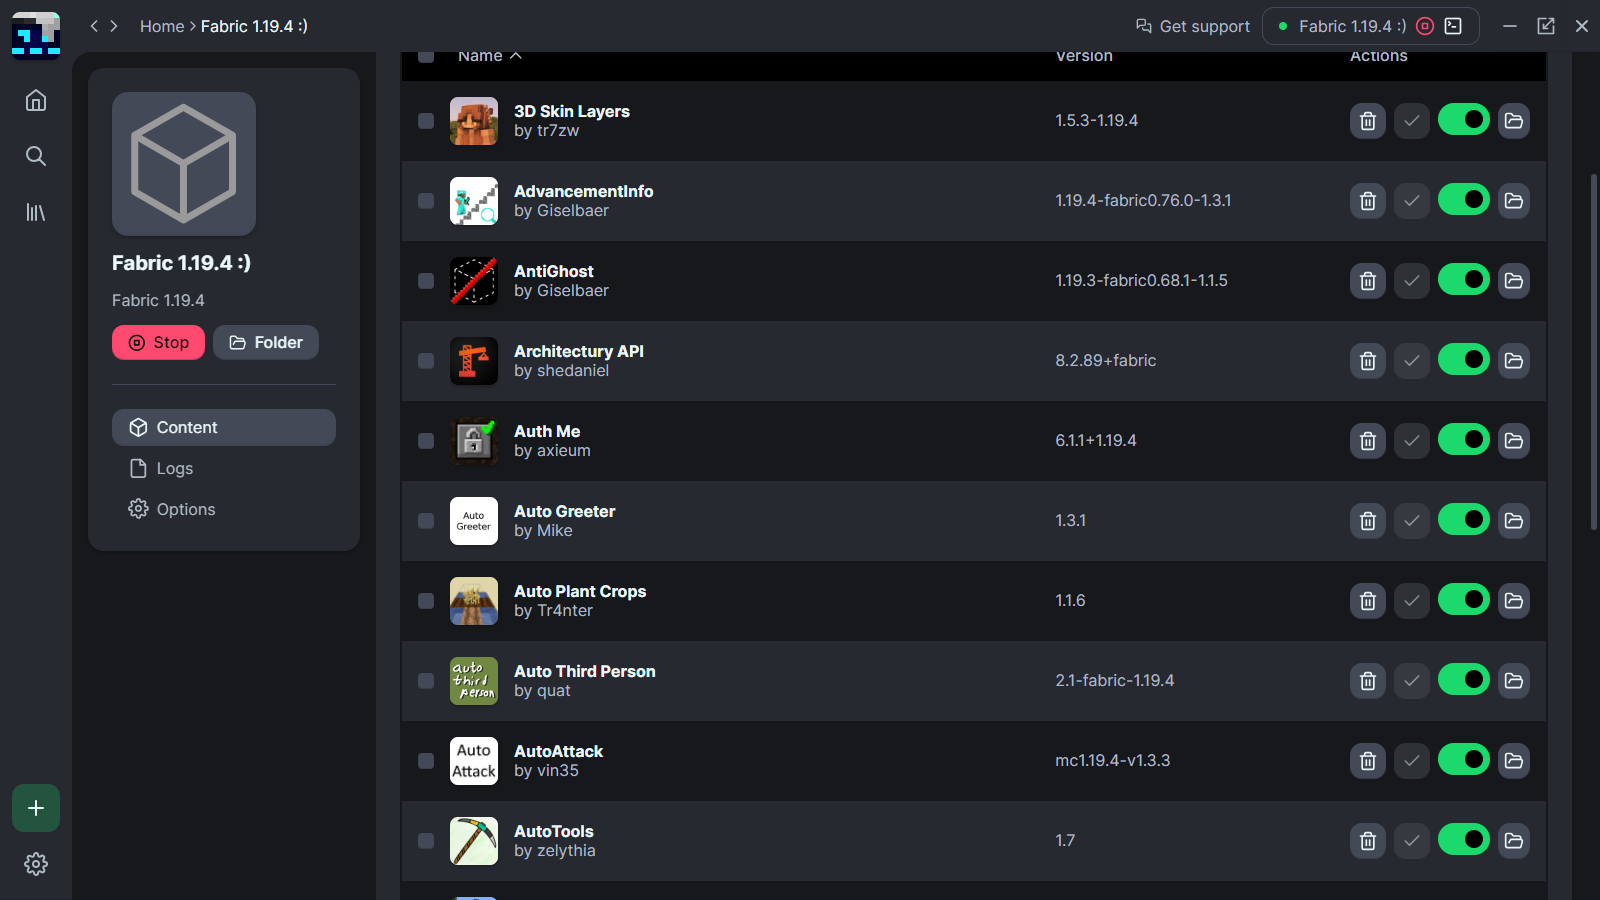 Home > Fabric 1.19.4 :)
Get support
Fabric 1.19.4 :)
Fabric 1.19.4 :)
Fabric 1.19.4
Stop
Folder
Content
Logs
Options
Name
Version
Actions
3D Skin Layers
by tr7zw
1.5.3-1.19.4
AdvancementInfo
by Giselbaer
1.19.4-fabric0.76.0-1.3.1
AntiGhost
by Giselbaer
1.19.3-fabric0.68.1-1.1.5
Architectury API
by shedaniel
8.2.89+fabric
Auth Me
by axieum
6.1.1+1.19.4
Auto
Greeter
Auto Greeter
by Mike
1.3.1
Auto Plant Crops
by Tr4nter
1.1.6
auto
third
person
Auto Third Person
by quat
2.1-fabric-1.19.4
Auto
Attack
AutoAttack
by vin35
mc1.19.4-v1.3.3
AutoTools
by zelythia
1.7